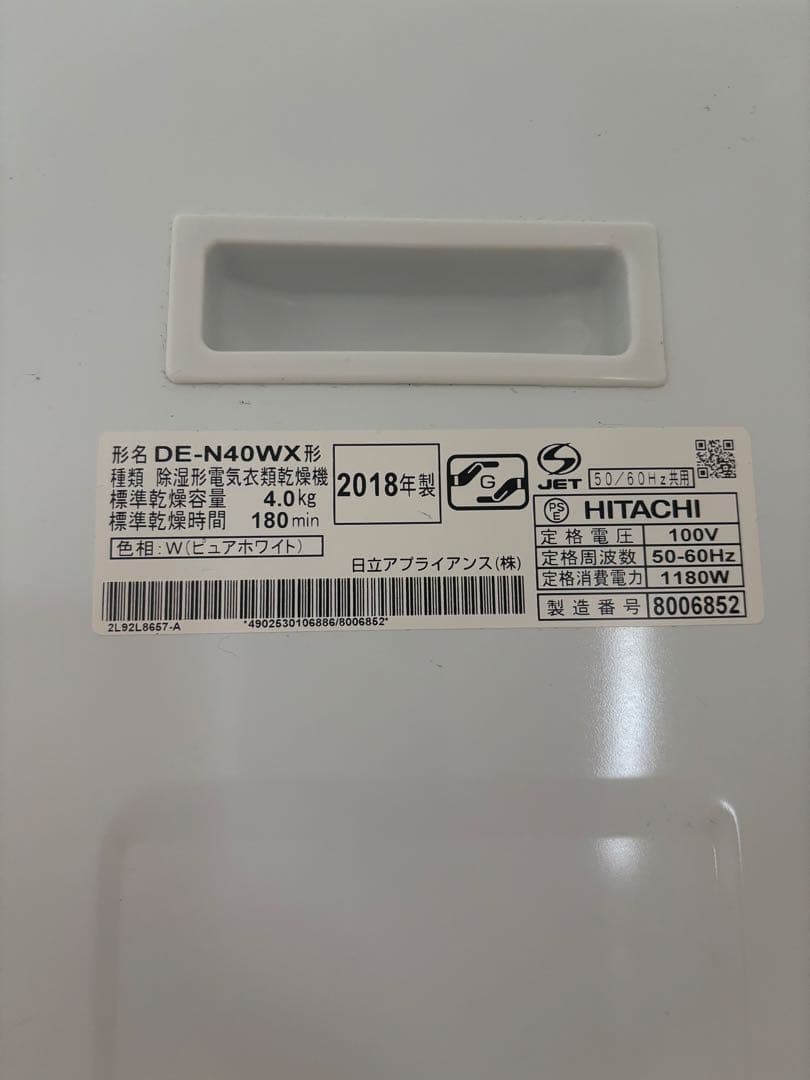 形名 DE-N40WX形
種類 除湿形電気衣類乾燥機
標準乾燥容量 4.0kg
標準乾燥時間 180min
色相:W(ピュアホワイト)
2018年製
G
JET
50/60Hz共用
PSE
HITACHI
定格電圧 100V
定格周波数 50-60Hz
定格消費電力 1180W
製造番号 8006852
日立アプライアンス(株)
2L92L8657-A
*4902530106886/8006852*